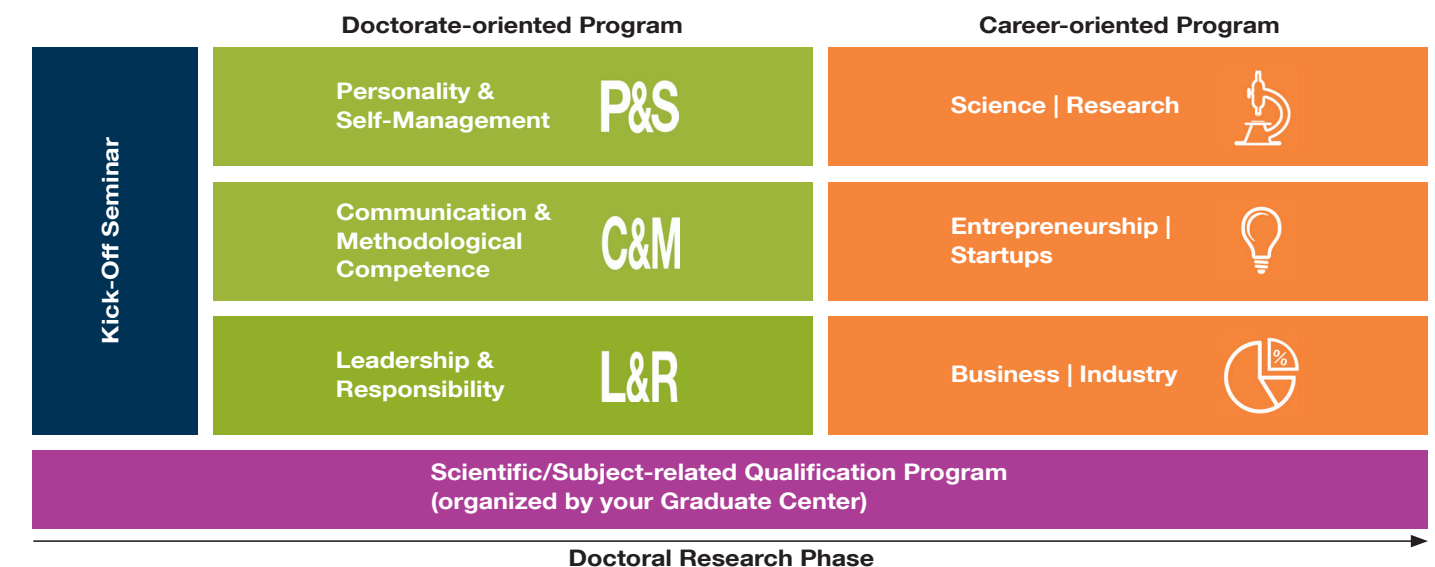 Doctorate-oriented Program
Career-oriented Program
Kick-Off Seminar
Personality &
Self-Management
P&S
Science | Research
Communication &
Methodological
Competence
C&M
Entrepreneurship |
Startups
Leadership &
Responsibility
L&R
Business | Industry
%
Scientific/Subject-related Qualification Program
(organized by your Graduate Center)
Doctoral Research Phase